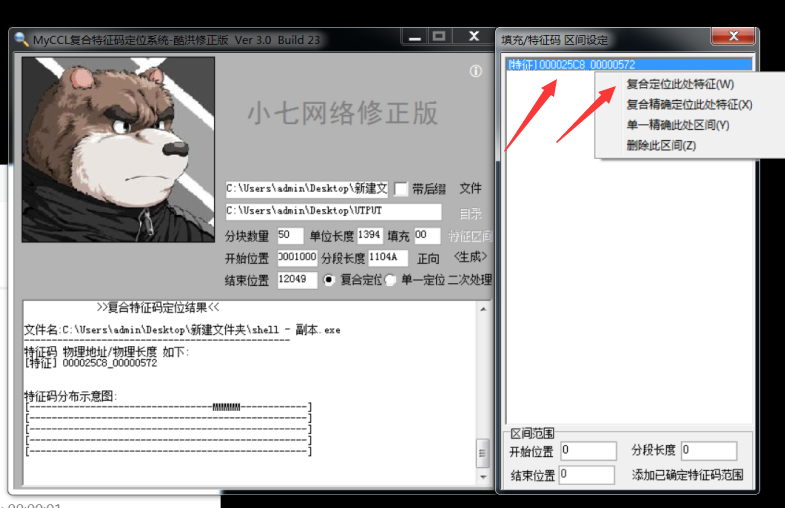 MyCCL复合特征码定位系统-酷洪修正版 Ver 3.0 Build 23
小七网络修正版
C:\Users\admin\Desktop\新建文 带后缀 文件
C:\Users\admin\Desktop\UTPUT 目录
分块数量 50 单位长度 1394 填充 00 特征区间
开始位置 0001000 分段长度 1104A 正向 <生成>
结束位置 12049 复合定位 单一定位 二次处理
>>复合特征码定位结果<<
文件名:C:\Users\admin\Desktop\新建文件夹\shell - 副本.exe
----------------------------------------
特征码 物理地址/物理长度 如下:
[特征] 000025C8_00000572
特征码分布示意图:
[--------------------------------MMMMM------------]
[-------------------------------------------------]
[-------------------------------------------------]
[-------------------------------------------------]
[-------------------------------------------------]
填充/特征码 区间设定
[特征] 000025C8_00000572
复合定位此处特征(W)
复合精确定位此处特征(X)
单一精确此处区间(Y)
删除此区间(Z)
区间范围
开始位置 0 分段长度 0
结束位置 0 添加已确定特征码范围